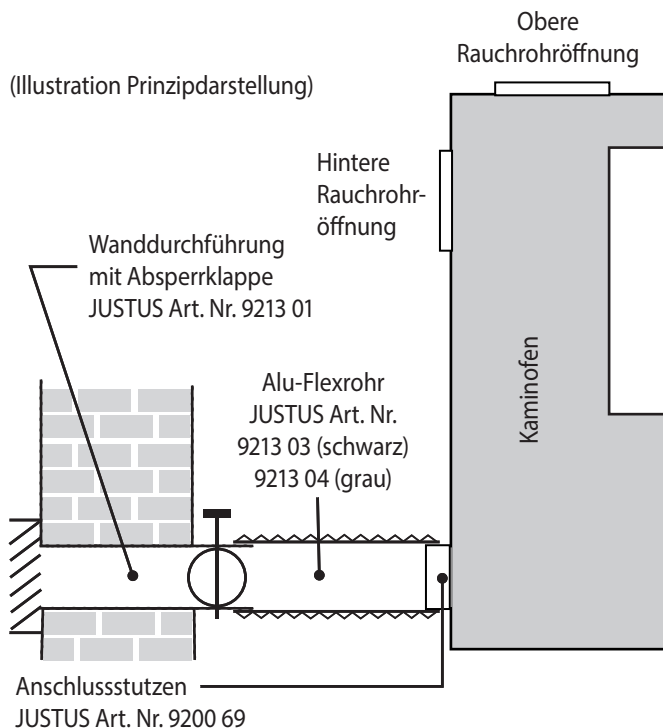 Obere
Rauchrohröffnung
(Illustration Prinzipdarstellung)
Hintere
Rauchrohr-
öffnung
Wanddurchführung
mit Absperrklappe
JUSTUS Art. Nr. 9213 01
Kaminofen
Alu-Flexrohr
JUSTUS Art. Nr.
9213 03 (schwarz)
9213 04 (grau)
Anschlussstutzen
JUSTUS Art. Nr. 9200 69